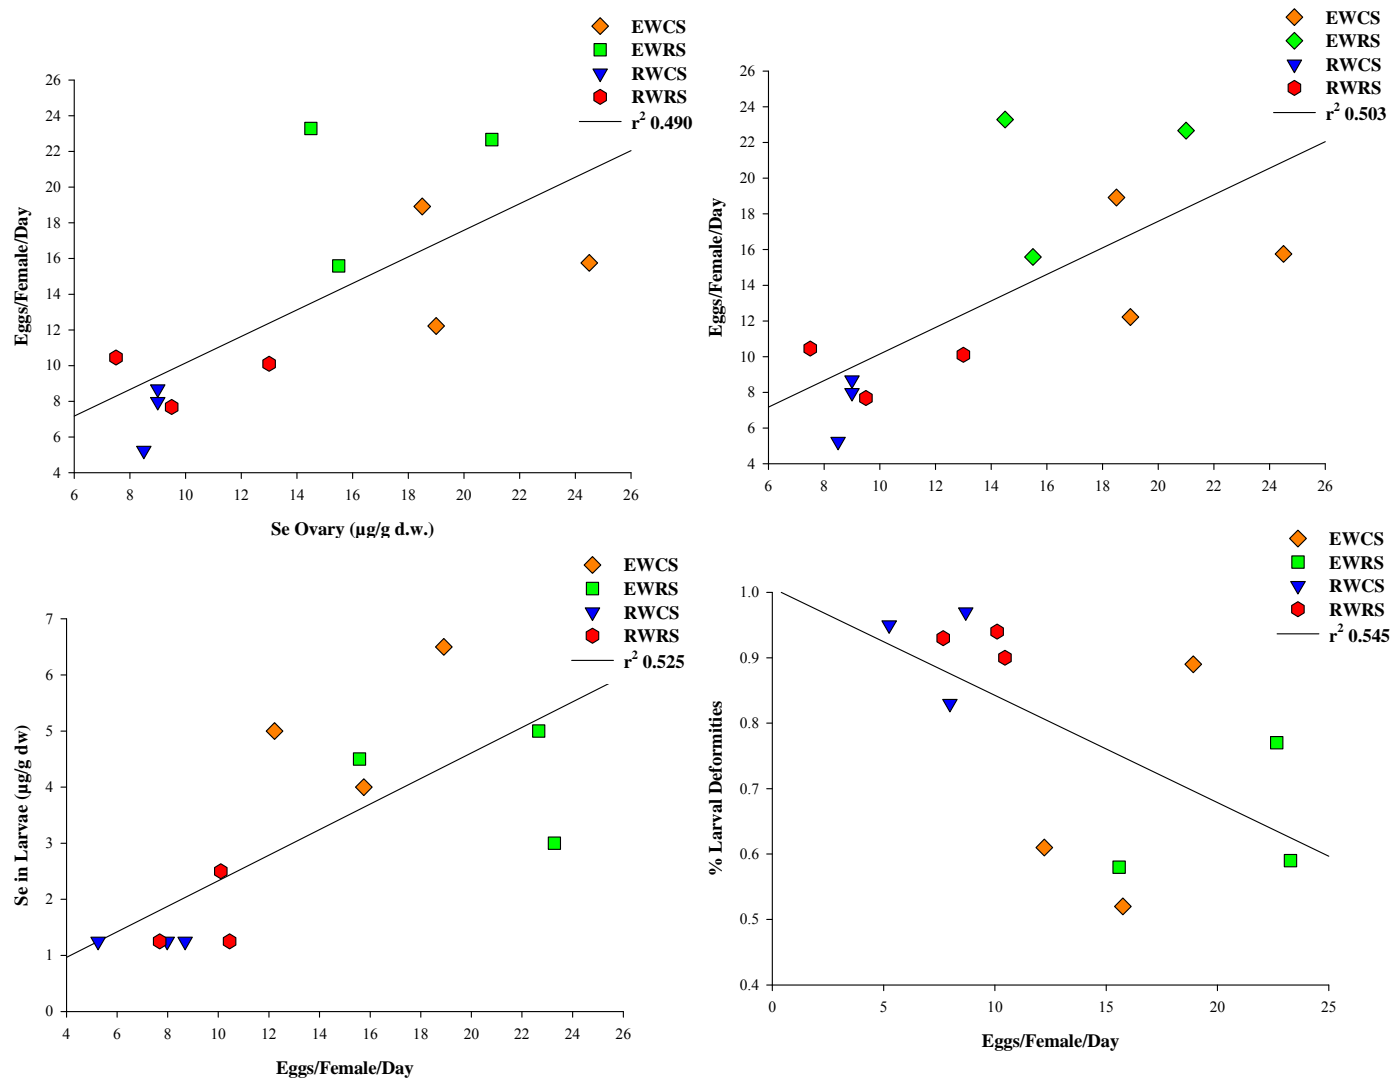 EWCS
EWRS
RWCS
RWRS
r² 0.490
26
24
22
20
18
16
14
12
10
8
6
4
Eggs/Female/Day
6 8 10 12 14 16 18 20 22 24 26
Se Ovary (µg/g d.w.)
EWCS
EWRS
RWCS
RWRS
r² 0.503
26
24
22
20
18
16
14
12
10
8
6
4
Eggs/Female/Day
6 8 10 12 14 16 18 20 22 24 26
EWCS
EWRS
RWCS
RWRS
r² 0.525
7
6
5
4
3
2
1
0
Se in Larvae (µg/g dw)
4 6 8 10 12 14 16 18 20 22 24 26
Eggs/Female/Day
EWCS
EWRS
RWCS
RWRS
r² 0.545
1.0
0.9
0.8
0.7
0.6
0.5
0.4
% Larval Deformities
0 5 10 15 20 25
Eggs/Female/Day